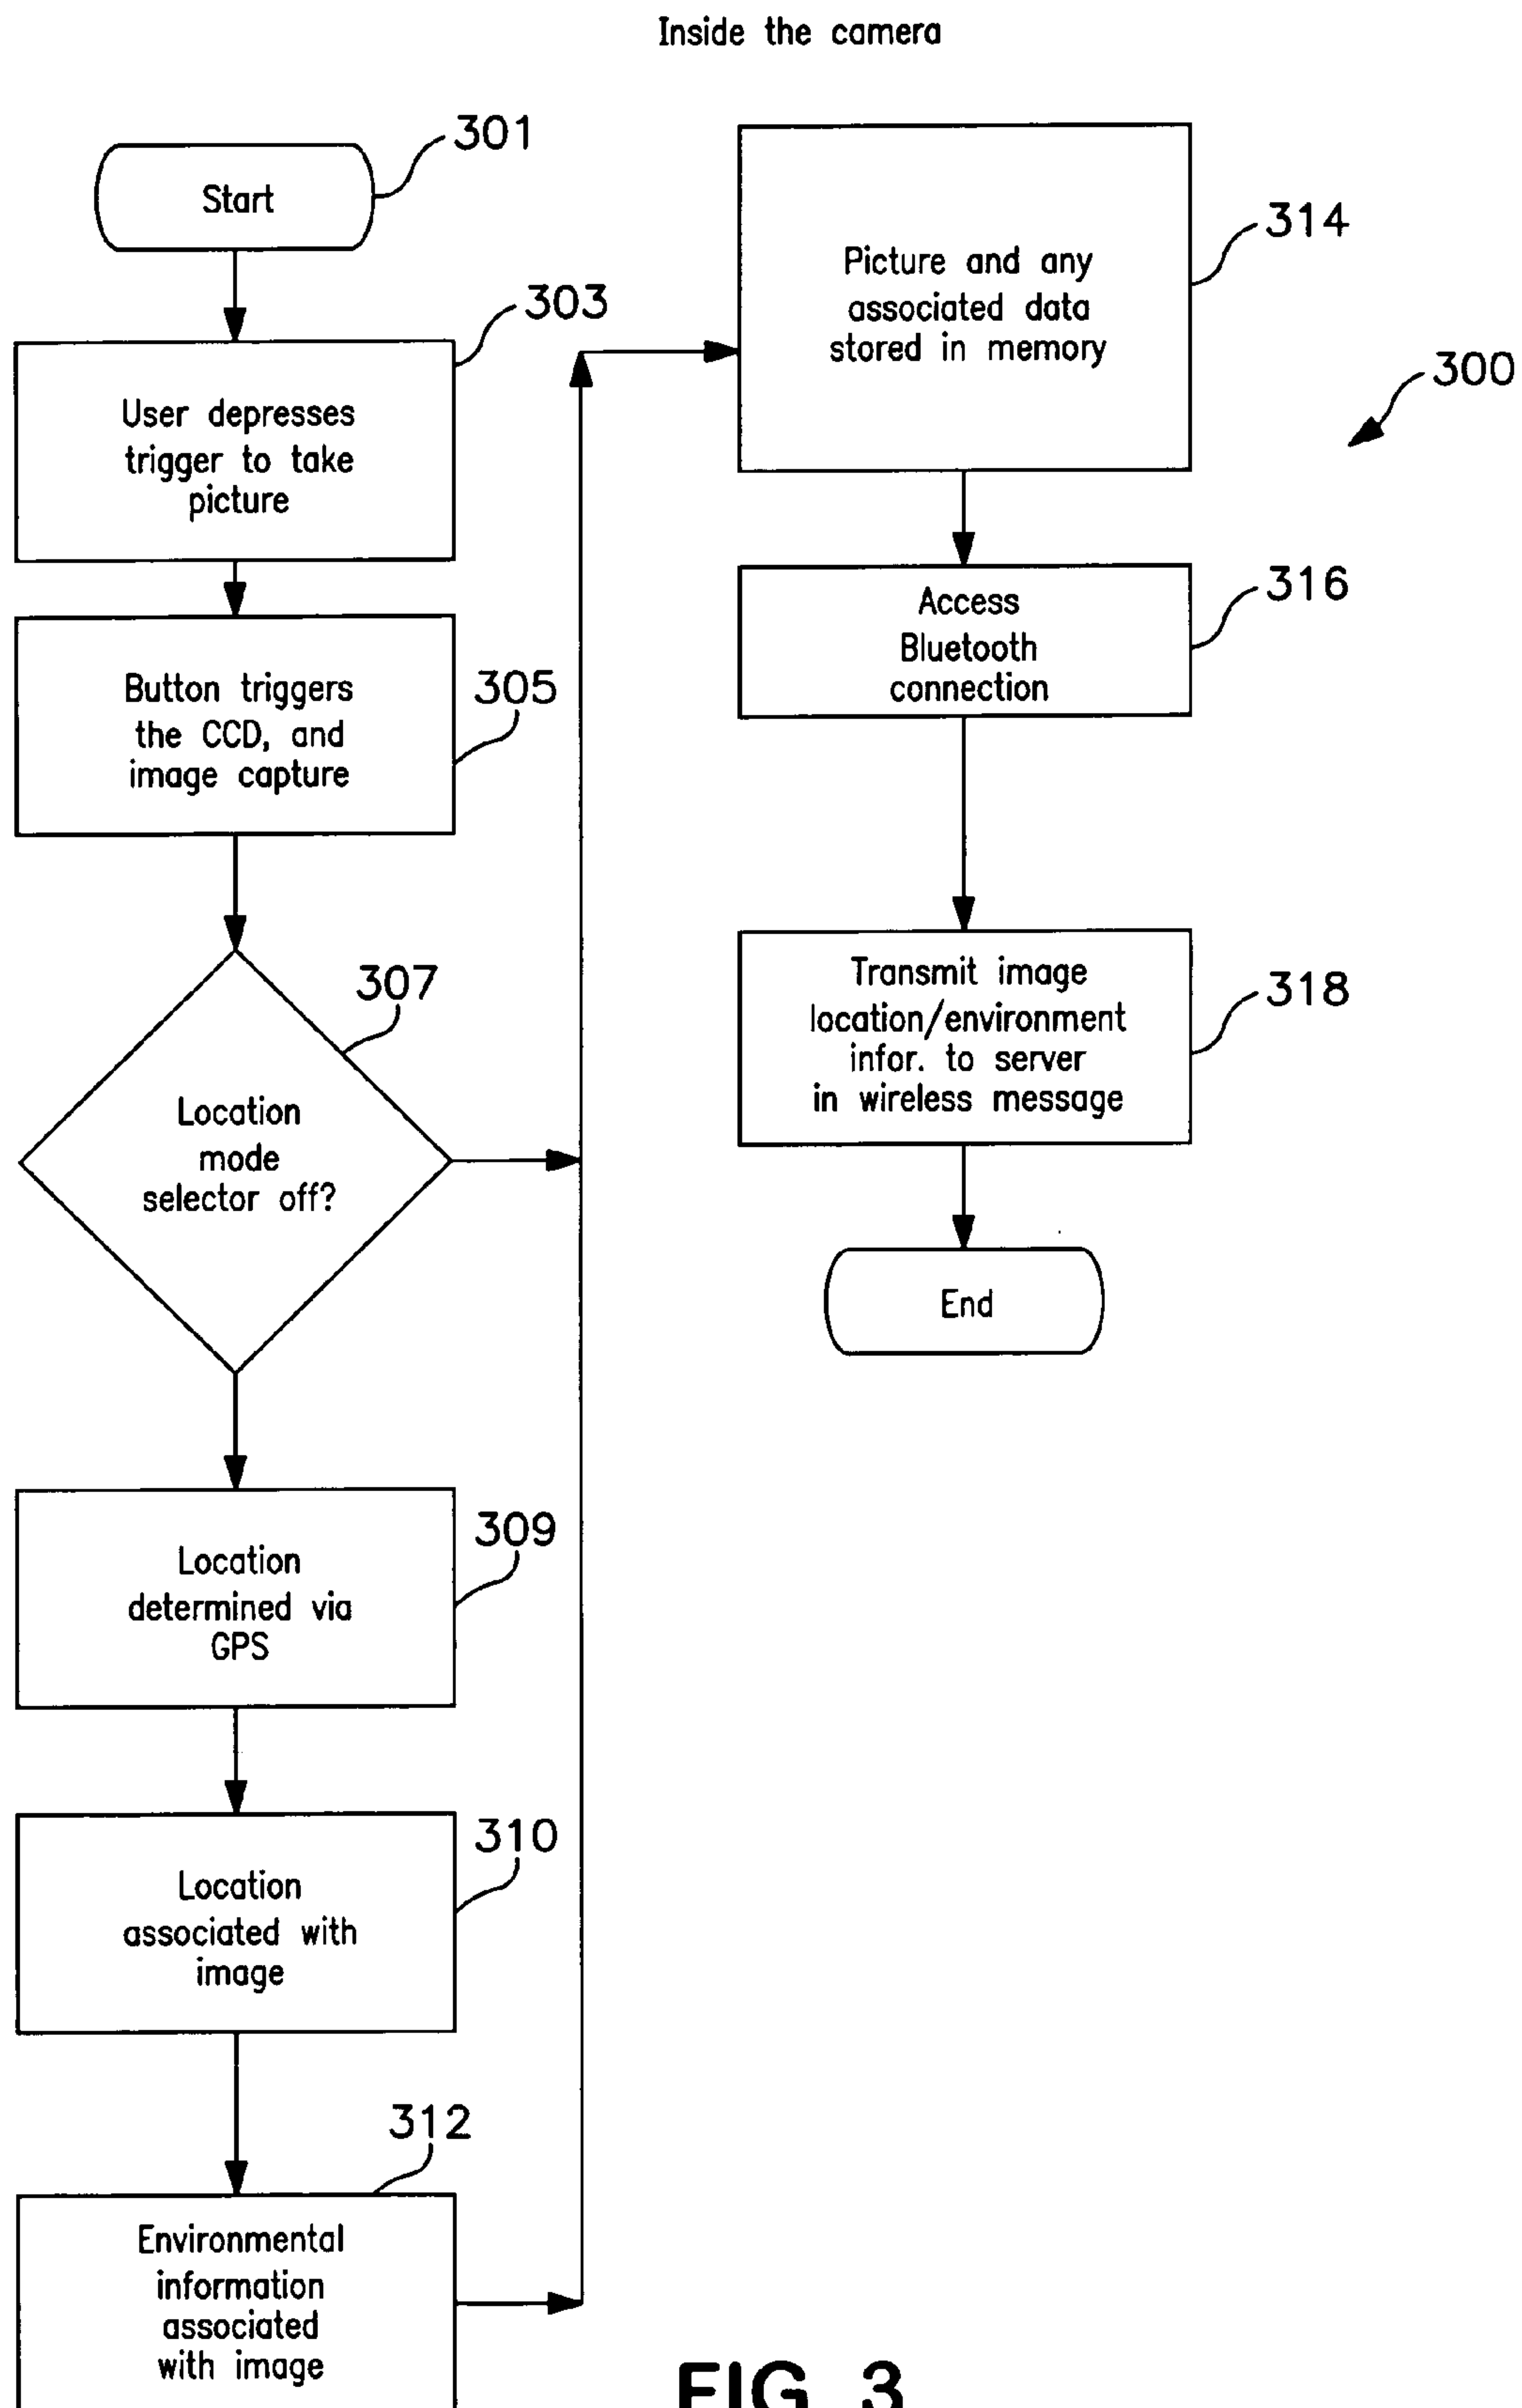 Inside the camera
301
Start
303
User depresses
trigger to take
picture
Button triggers
the CCD, and
image capture
305
307
Location
mode
selector off?
309
Location
determined via
GPS
310
Location
associated with
image
312
Environmental
information
associated
with image
314
Picture and any
associated data
stored in memory
300
316
Access
Bluetooth
connection
318
Transmit image
location/environment
infor. to server
in wireless message
End
FIG. 3